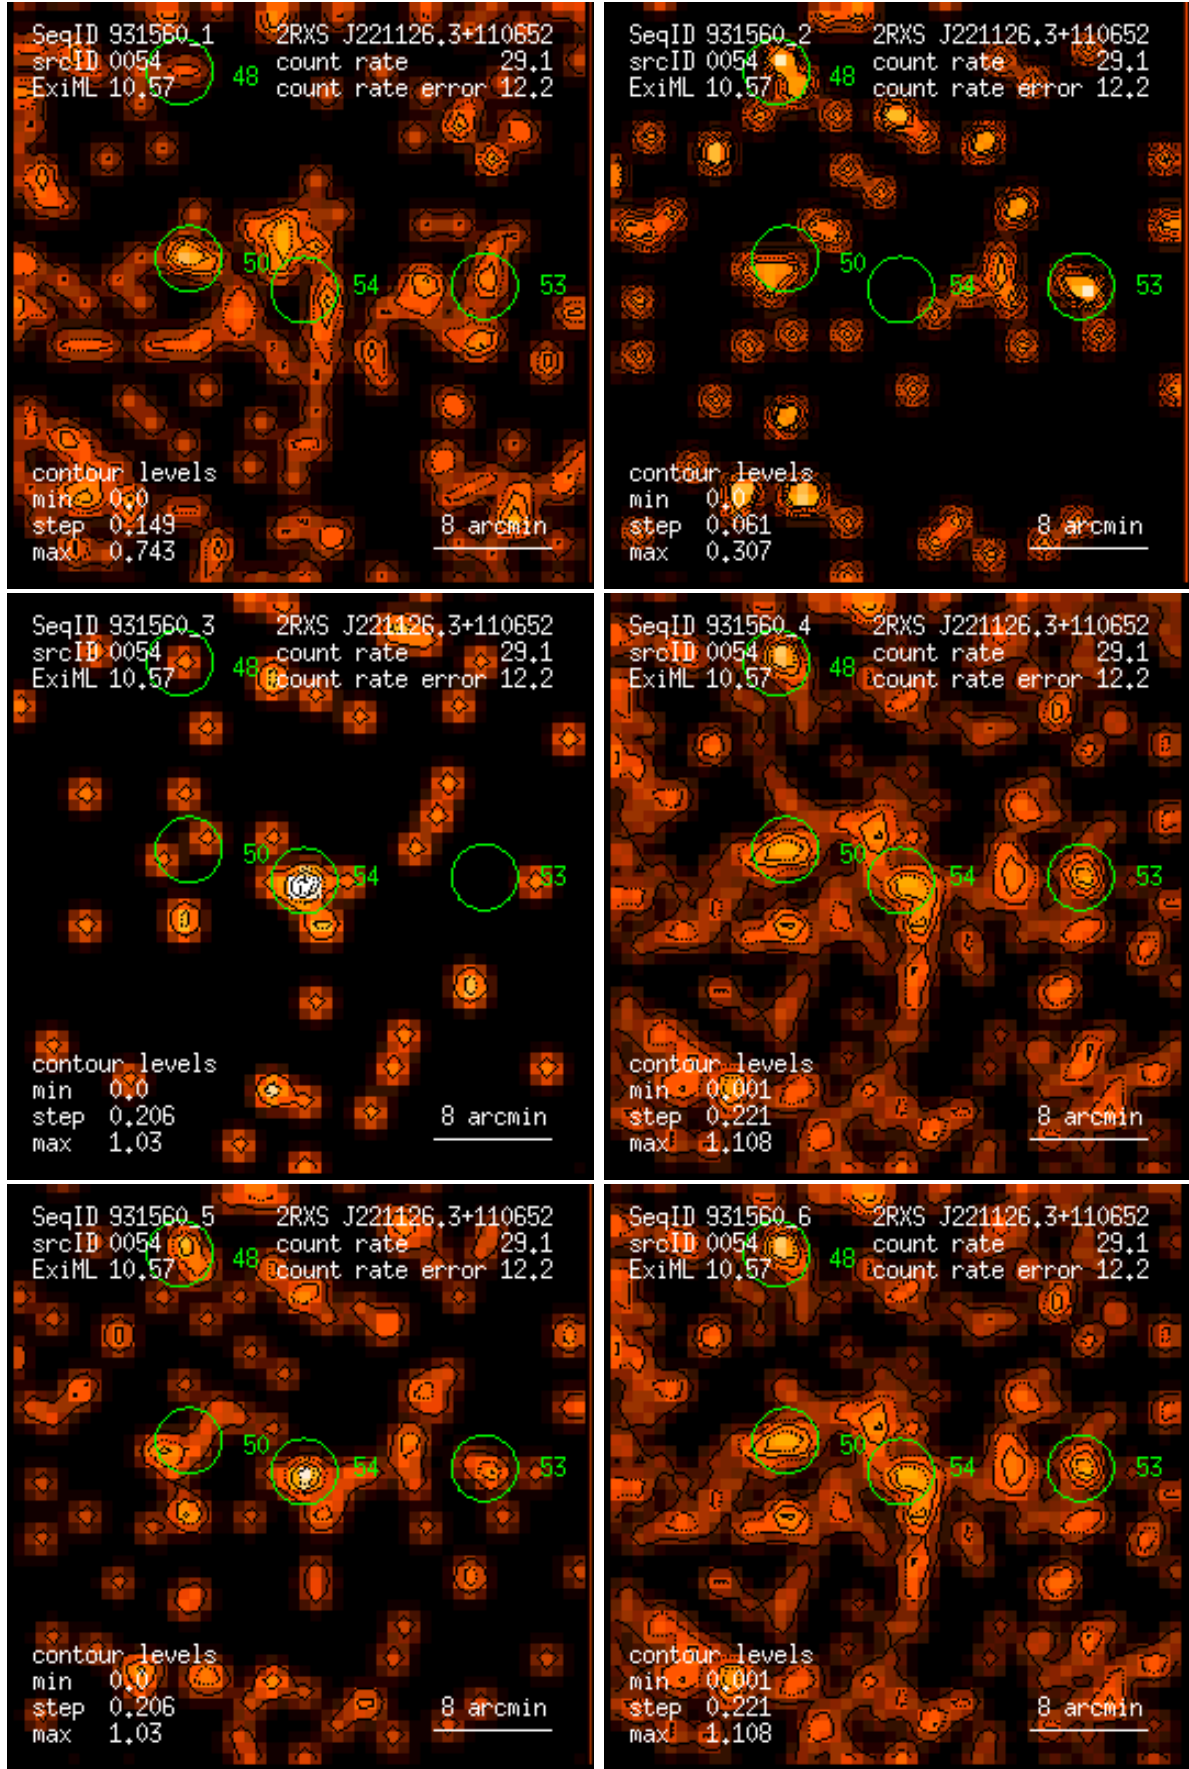 SeqID 931560_1 2RXS J221126.3+110652
srcID 0054 count rate 29.1
ExiML 10.57 count rate error 12.2
48
50
54
53
contour levels
min 0.0
step 0.149
max 0.743
8 arcmin
SeqID 931560_2 2RXS J221126.3+110652
srcID 0054 count rate 29.1
ExiML 10.57 count rate error 12.2
48
50
54
53
contour levels
min 0.0
step 0.061
max 0.307
8 arcmin
SeqID 931560_3 2RXS J221126.3+110652
srcID 0054 count rate 29.1
ExiML 10.57 count rate error 12.2
48
50
54
53
contour levels
min 0.0
step 0.206
max 1.03
8 arcmin
SeqID 931560_4 2RXS J221126.3+110652
srcID 0054 count rate 29.1
ExiML 10.57 count rate error 12.2
48
50
54
53
contour levels
min 0.001
step 0.221
max 1.108
8 arcmin
SeqID 931560_5 2RXS J221126.3+110652
srcID 0054 count rate 29.1
ExiML 10.57 count rate error 12.2
48
50
54
53
contour levels
min 0.0
step 0.206
max 1.03
8 arcmin
SeqID 931560_6 2RXS J221126.3+110652
srcID 0054 count rate 29.1
ExiML 10.57 count rate error 12.2
48
50
54
53
contour levels
min 0.001
step 0.221
max 1.108
8 arcmin